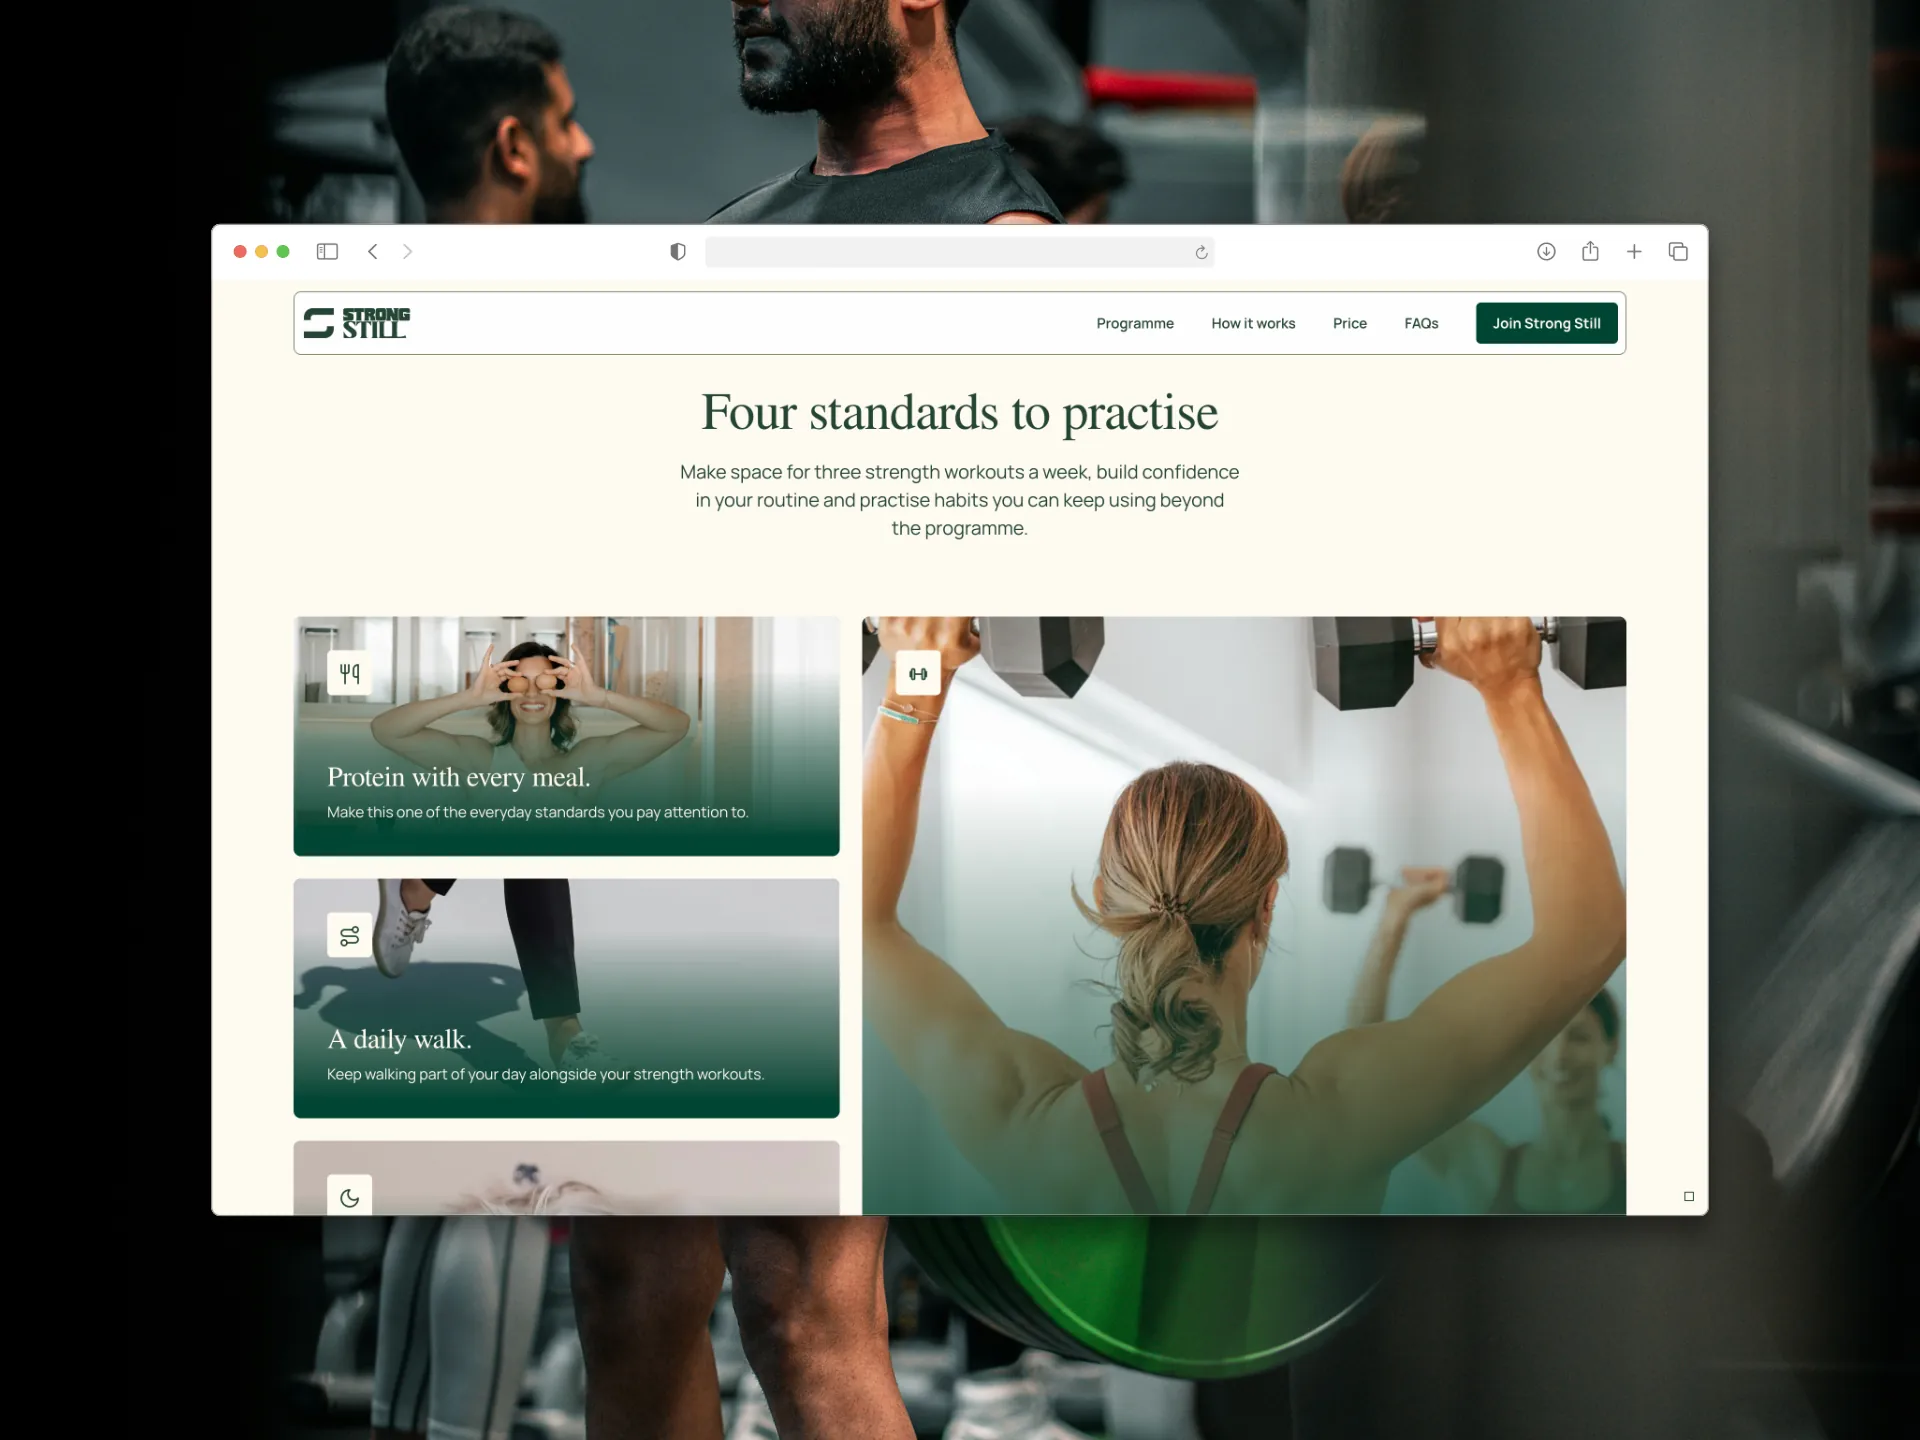 STRONG
STILL
Programme
How it works
Price
FAQs
Join Strong Still
Four standards to practise
Make space for three strength workouts a week, build confidence
in your routine and practise habits you can keep using beyond
the programme.
Protein with every meal.
Make this one of the everyday standards you pay attention to.
A daily walk.
Keep walking part of your day alongside your strength workouts.